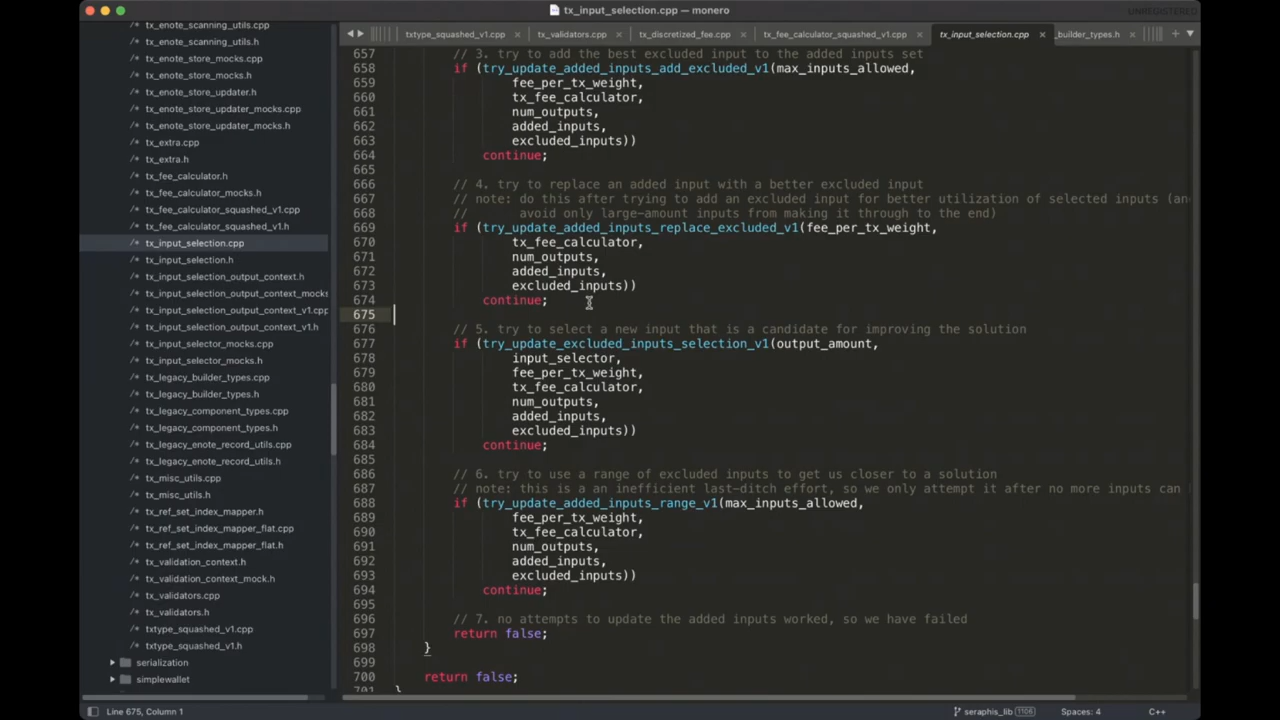 tx_input_selection.cpp — monero
UNREGISTERED
txtype_squashed_v1.cpp × tx_validators.cpp × tx_discretized_fee.cpp × tx_fee_calculator_squashed_v1.cpp × tx_input_selection.cpp × _builder_types.h ×
tx_enote_scanning_utils.cpp
tx_enote_scanning_utils.h
tx_enote_store_mocks.cpp
tx_enote_store_mocks.h
tx_enote_store_updater.h
tx_enote_store_updater_mocks.cpp
tx_enote_store_updater_mocks.h
tx_extra.cpp
tx_extra.h
tx_fee_calculator.h
tx_fee_calculator_mocks.h
tx_fee_calculator_squashed_v1.cpp
tx_fee_calculator_squashed_v1.h
tx_input_selection.cpp
tx_input_selection.h
tx_input_selection_output_context.h
tx_input_selection_output_context_mocks
tx_input_selection_output_context_v1.cpp
tx_input_selection_output_context_v1.h
tx_input_selector_mocks.cpp
tx_input_selector_mocks.h
tx_legacy_builder_types.cpp
tx_legacy_builder_types.h
tx_legacy_component_types.cpp
tx_legacy_component_types.h
tx_legacy_enote_record_utils.cpp
tx_legacy_enote_record_utils.h
tx_misc_utils.cpp
tx_misc_utils.h
tx_ref_set_index_mapper.h
tx_ref_set_index_mapper_flat.cpp
tx_ref_set_index_mapper_flat.h
tx_validation_context.h
tx_validation_context_mock.h
tx_validators.cpp
tx_validators.h
txtype_squashed_v1.cpp
txtype_squashed_v1.h
serialization
simplewallet
657 // 3. try to add the best excluded input to the added inputs set
658 if (try_update_added_inputs_add_excluded_v1(max_inputs_allowed,
659 fee_per_tx_weight,
660 tx_fee_calculator,
661 num_outputs,
662 added_inputs,
663 excluded_inputs))
664 continue;
665
666 // 4. try to replace an added input with a better excluded input
667 // note: do this after trying to add an excluded input for better utilization of selected inputs (an
668 // avoid only large-amount inputs from making it through to the end)
669 if (try_update_added_inputs_replace_excluded_v1(fee_per_tx_weight,
670 tx_fee_calculator,
671 num_outputs,
672 added_inputs,
673 excluded_inputs))
674 continue;
675
676 // 5. try to select a new input that is a candidate for improving the solution
677 if (try_update_excluded_inputs_selection_v1(output_amount,
678 input_selector,
679 fee_per_tx_weight,
680 tx_fee_calculator,
681 num_outputs,
682 added_inputs,
683 excluded_inputs))
684 continue;
685
686 // 6. try to use a range of excluded inputs to get us closer to a solution
687 // note: this is a an inefficient last-ditch effort, so we only attempt it after no more inputs can
688 if (try_update_added_inputs_range_v1(max_inputs_allowed,
689 fee_per_tx_weight,
690 tx_fee_calculator,
691 num_outputs,
692 added_inputs,
693 excluded_inputs))
694 continue;
695
696 // 7. no attempts to update the added inputs worked, so we have failed
697 return false;
698 }
699
700 return false;
701 }
Line 675, Column 1
seraphis_lib 1106
Spaces: 4
C++